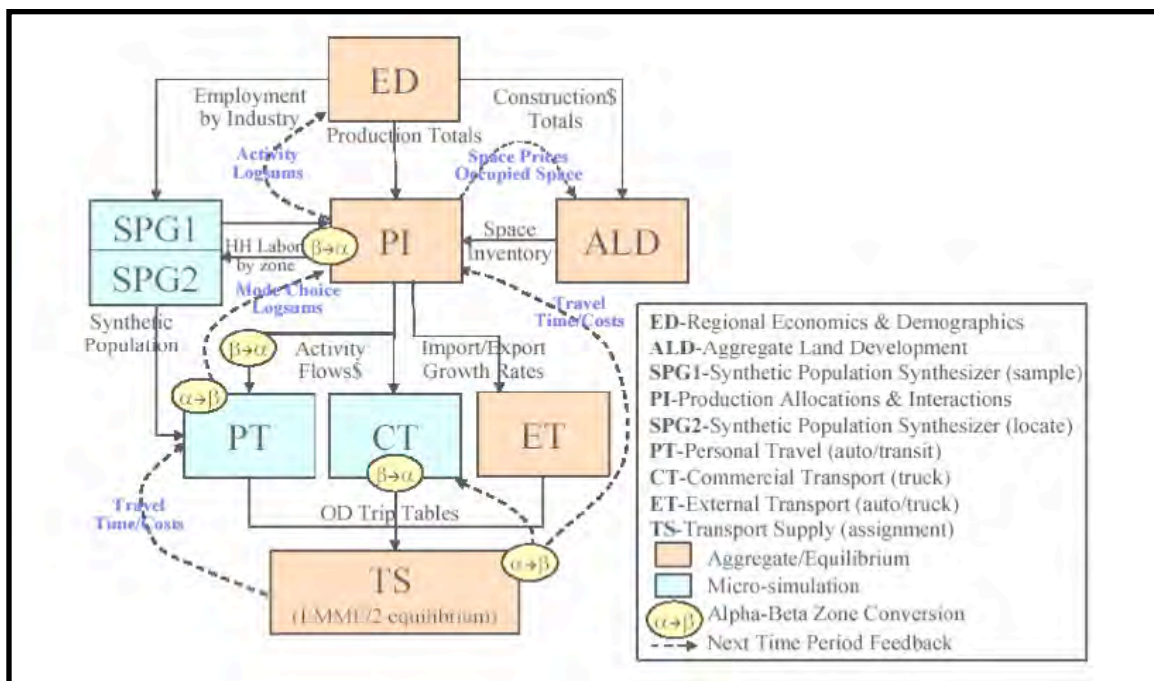 ED
Employment
by Industry
Construction$
Totals
Production Totals
Activity
Logsums
Space Prices
Occupied Space
SPG1
SPG2
HH Labor
by zone
β→α
PI
Space
Inventory
ALD
Mode Choice
Logsums
Travel
Time/Costs
Synthetic
Population
β→α
Activity
Flows$
Import/Export
Growth Rates
α→β
PT
CT
ET
β→α
Travel
Time/Costs
OD Trip Tables
α→β
TS
(EMME/2 equilibrium)
ED-Regional Economics & Demographics
ALD-Aggregate Land Development
SPG1-Synthetic Population Synthesizer (sample)
PI-Production Allocations & Interactions
SPG2-Synthetic Population Synthesizer (locate)
PT-Personal Travel (auto/transit)
CT-Commercial Transport (truck)
ET-External Transport (auto/truck)
TS-Transport Supply (assignment)
Aggregate/Equilibrium
Micro-simulation
α→β Alpha-Beta Zone Conversion
Next Time Period Feedback